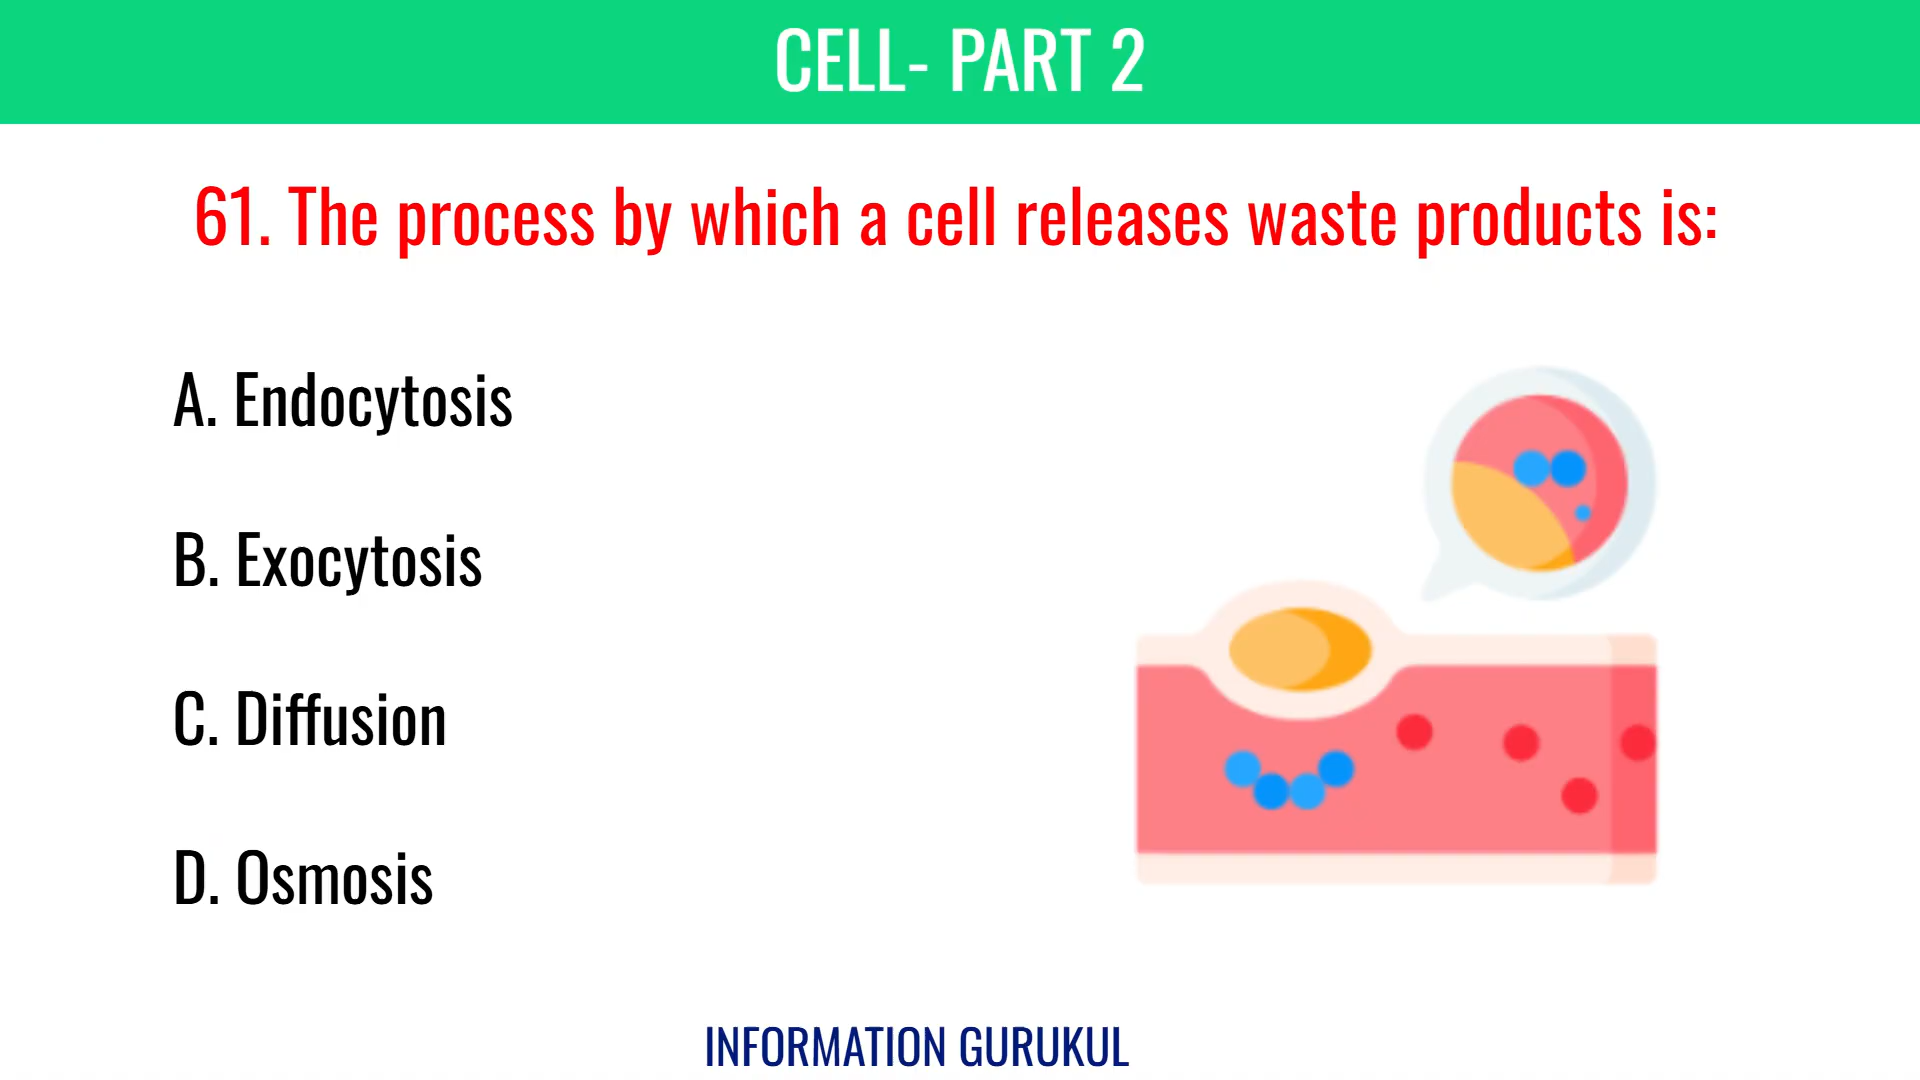 CELL- PART 2
61. The process by which a cell releases waste products is:
A. Endocytosis
B. Exocytosis
C. Diffusion
D. Osmosis
INFORMATION GURUKUL